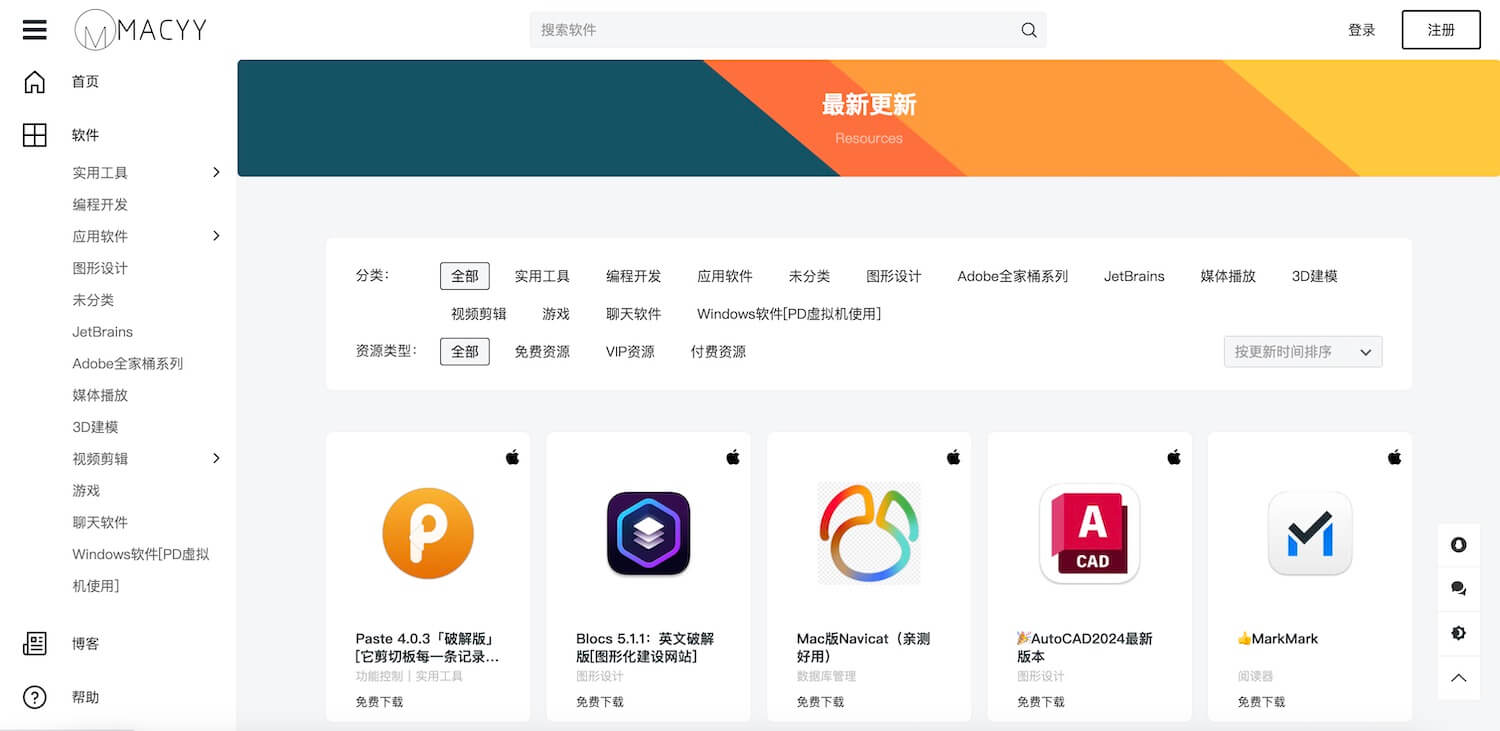 MACYY
搜索软件
登录
注册
首页
软件
实用工具
编程开发
应用软件
图形设计
未分类
JetBrains
Adobe全家桶系列
媒体播放
3D建模
视频剪辑
游戏
聊天软件
Windows软件[PD虚拟
机使用]
博客
帮助
最新更新
Resources
分类:
全部 实用工具 编程开发 应用软件 未分类 图形设计 Adobe全家桶系列 JetBrains 媒体播放 3D建模
视频剪辑 游戏 聊天软件 Windows软件[PD虚拟机使用]
资源类型:
全部 免费资源 VIP资源 付费资源
按更新时间排序
Paste 4.0.3「破解版」
[它剪切板每一条记录...
功能控制丨实用工具
免费下载
Blocs 5.1.1：英文破解
版[图形化建设网站]
图形设计
免费下载
Mac版Navicat（亲测
好用）
数据库管理
免费下载
A
CAD
🎉AutoCAD2024最新
版本
图形设计
免费下载
👍MarkMark
阅读器
免费下载